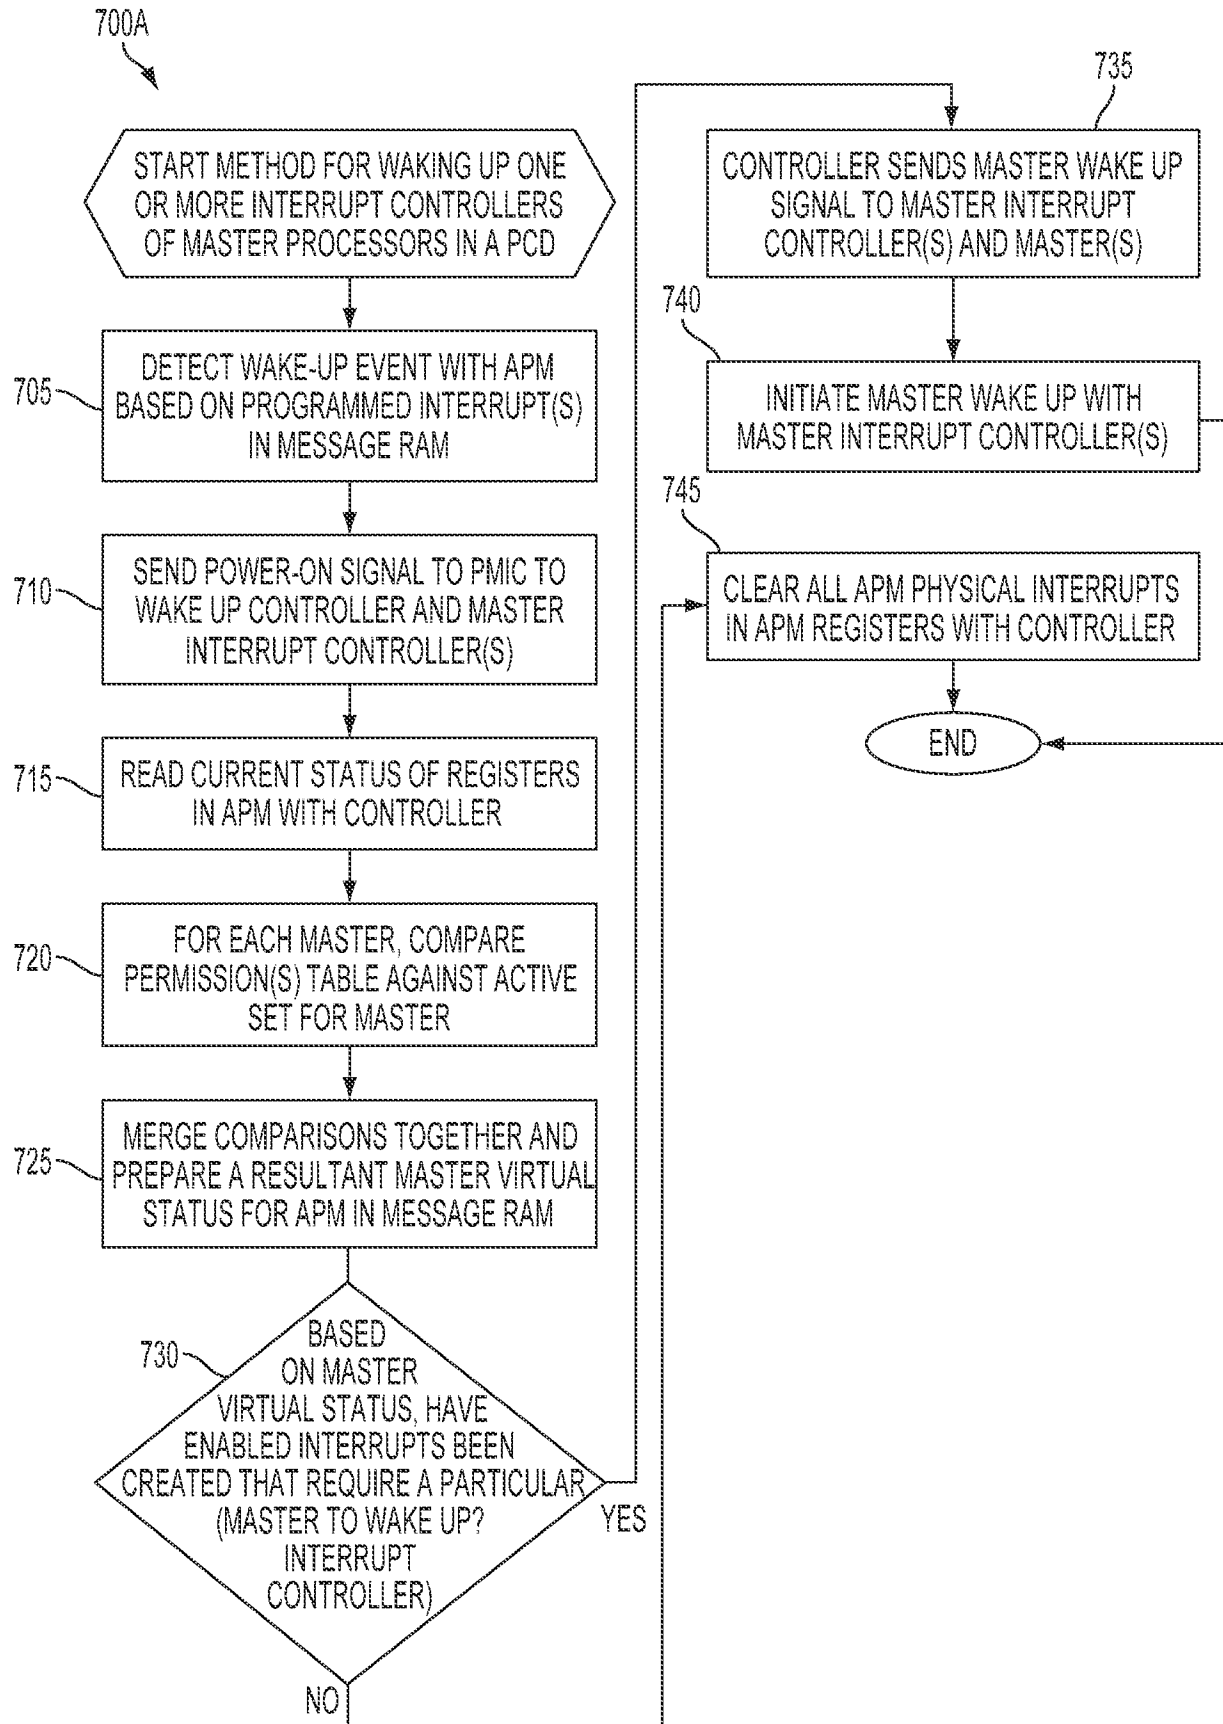 700A
START METHOD FOR WAKING UP ONE
OR MORE INTERRUPT CONTROLLERS
OF MASTER PROCESSORS IN A PCD
705
DETECT WAKE-UP EVENT WITH APM
BASED ON PROGRAMMED INTERRUPT(S)
IN MESSAGE RAM
710
SEND POWER-ON SIGNAL TO PMIC TO
WAKE UP CONTROLLER AND MASTER
INTERRUPT CONTROLLER(S)
715
READ CURRENT STATUS OF REGISTERS
IN APM WITH CONTROLLER
720
FOR EACH MASTER, COMPARE
PERMISSION(S) TABLE AGAINST ACTIVE
SET FOR MASTER
725
MERGE COMPARISONS TOGETHER AND
PREPARE A RESULTANT MASTER VIRTUAL
STATUS FOR APM IN MESSAGE RAM
730
BASED
ON MASTER
VIRTUAL STATUS, HAVE
ENABLED INTERRUPTS BEEN
CREATED THAT REQUIRE A PARTICULAR
(MASTER TO WAKE UP?
INTERRUPT
CONTROLLER)
YES
NO
735
CONTROLLER SENDS MASTER WAKE UP
SIGNAL TO MASTER INTERRUPT
CONTROLLER(S) AND MASTER(S)
740
INITIATE MASTER WAKE UP WITH
MASTER INTERRUPT CONTROLLER(S)
745
CLEAR ALL APM PHYSICAL INTERRUPTS
IN APM REGISTERS WITH CONTROLLER
END